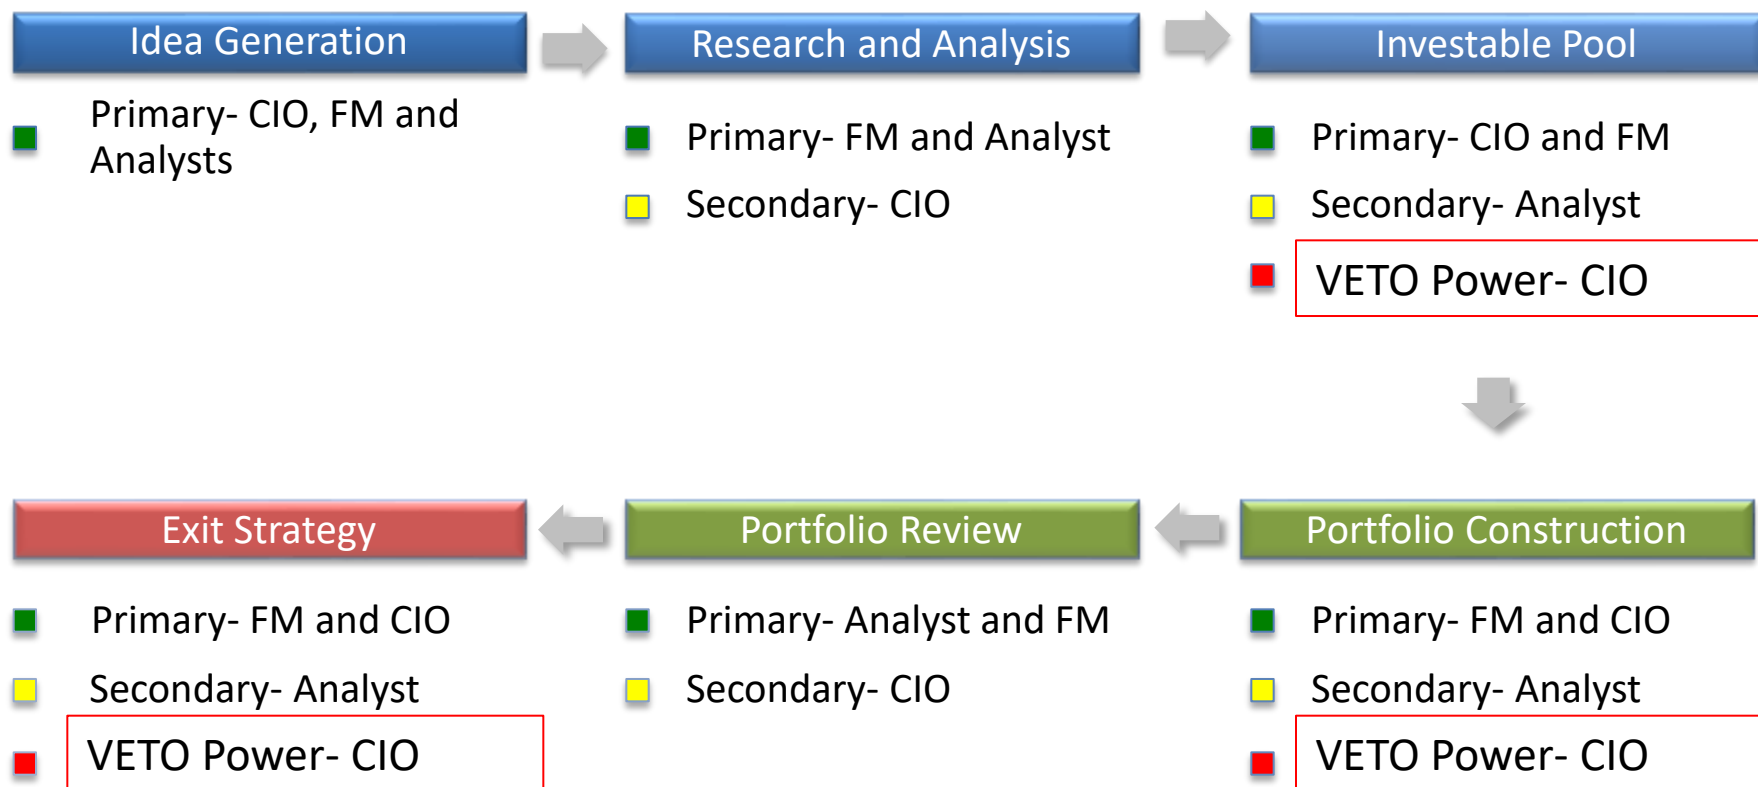 Idea Generation
Research and Analysis
Investable Pool
Primary- CIO, FM and
Analysts
Primary- FM and Analyst
Secondary- CIO
Primary- CIO and FM
Secondary- Analyst
VETO Power- CIO
Exit Strategy
Portfolio Review
Portfolio Construction
Primary- FM and CIO
Secondary- Analyst
VETO Power- CIO
Primary- Analyst and FM
Secondary- CIO
Primary- FM and CIO
Secondary- Analyst
VETO Power- CIO